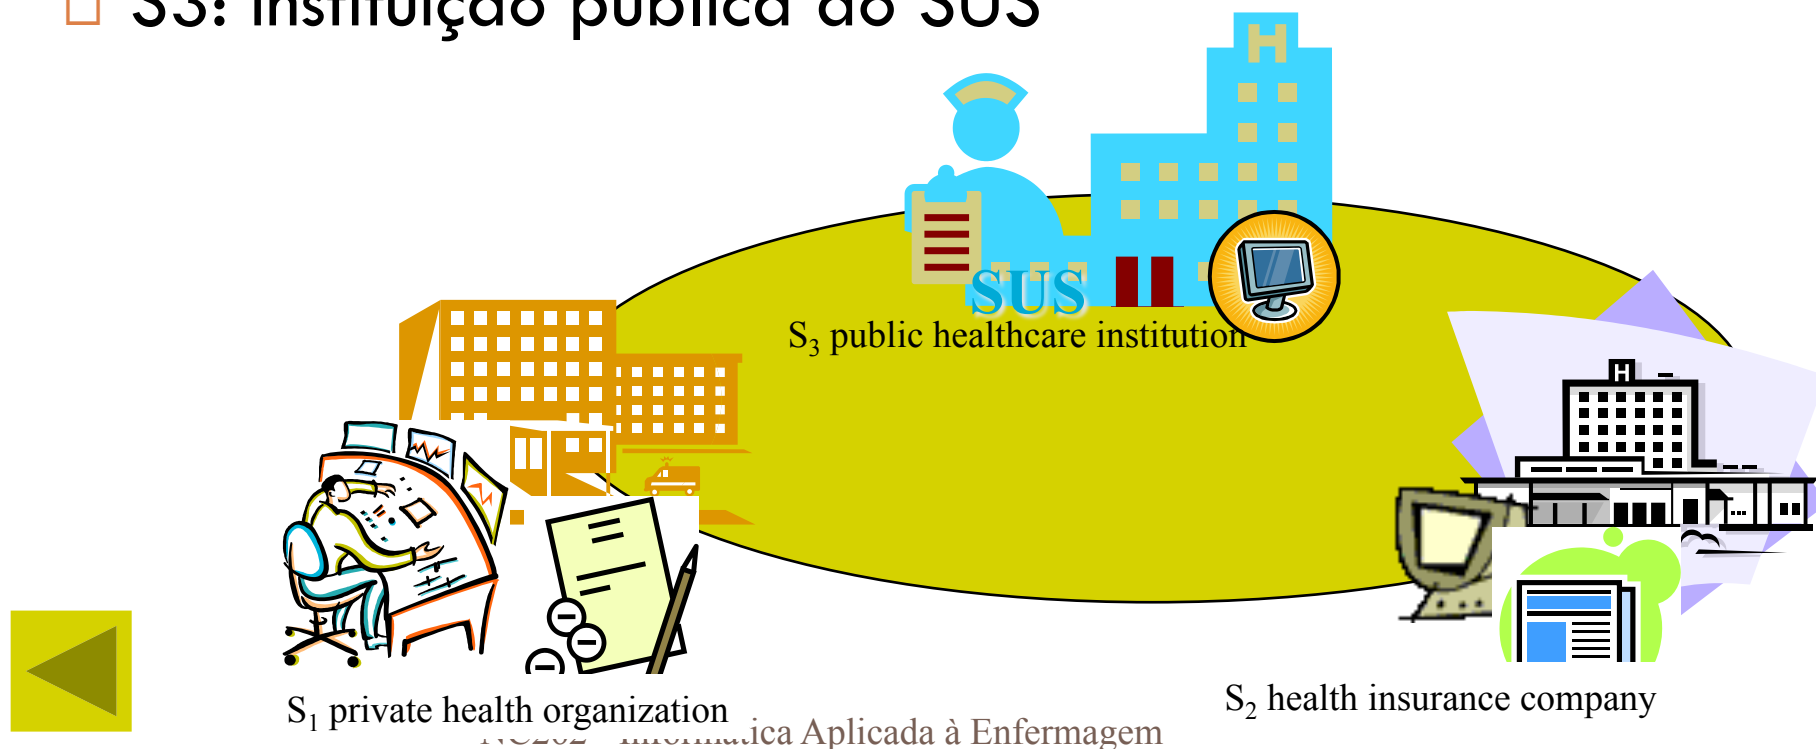 S3: Instituição pública do SUS
H
SUS
S₃ public healthcare institution
H
S₂ health insurance company
S₁ private health organization
NC202 - Informática Aplicada à Enfermagem